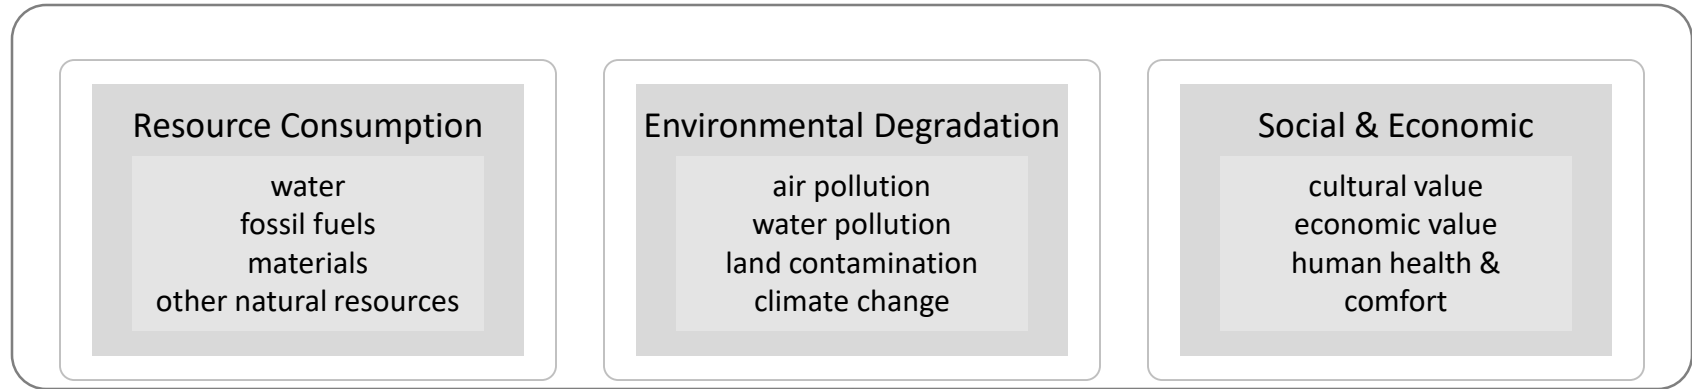 Resource Consumption
water
fossil fuels
materials
other natural resources
Environmental Degradation
air pollution
water pollution
land contamination
climate change
Social & Economic
cultural value
economic value
human health &
comfort